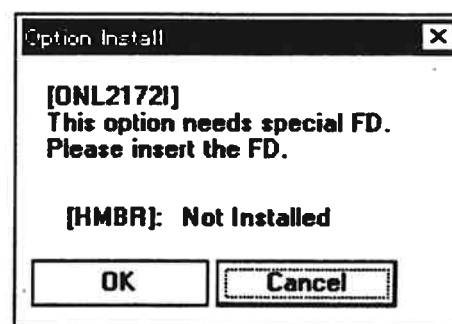 Option Install
[ONL2172I]
This option needs special FD.
Please insert the FD.
[HMBR]: Not Installed
OK
Cancel